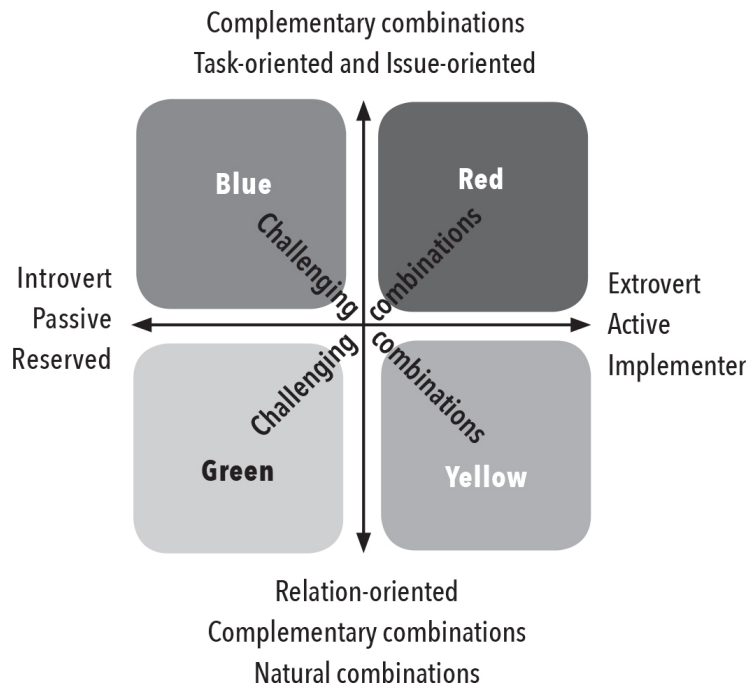 Complementary combinations
Task-oriented and Issue-oriented
Blue
Red
Challenging
combinations
Introvert
Passive
Reserved
Extrovert
Active
Implementer
Challenging
combinations
Green
Yellow
Relation-oriented
Complementary combinations
Natural combinations